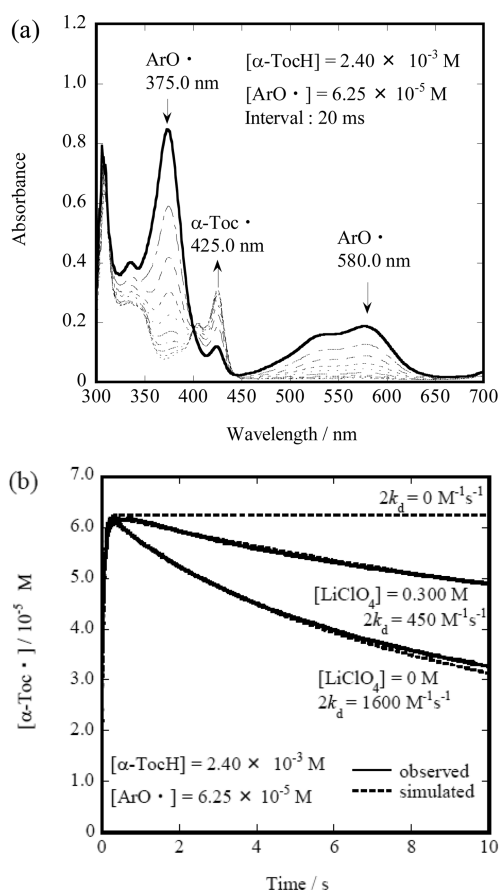 (a)
ArO •
375.0 nm
[α-TocH] = 2.40 × 10⁻³ M
[ArO •] = 6.25 × 10⁻⁵ M
Interval : 20 ms
α-Toc •
425.0 nm
ArO •
580.0 nm
Absorbance
1.2
1.0
0.8
0.6
0.4
0.2
0
300 350 400 450 500 550 600 650 700
Wavelength / nm
(b)
7.0
6.0
5.0
4.0
3.0
2.0
1.0
0
[α-Toc •] / 10⁻⁵ M
2k_d = 0 M⁻¹s⁻¹
[LiClO₄] = 0.300 M
2k_d = 450 M⁻¹s⁻¹
[LiClO₄] = 0 M
2k_d = 1600 M⁻¹s⁻¹
[α-TocH] = 2.40 × 10⁻³ M
[ArO •] = 6.25 × 10⁻⁵ M
observed
simulated
0 2 4 6 8 10
Time / s